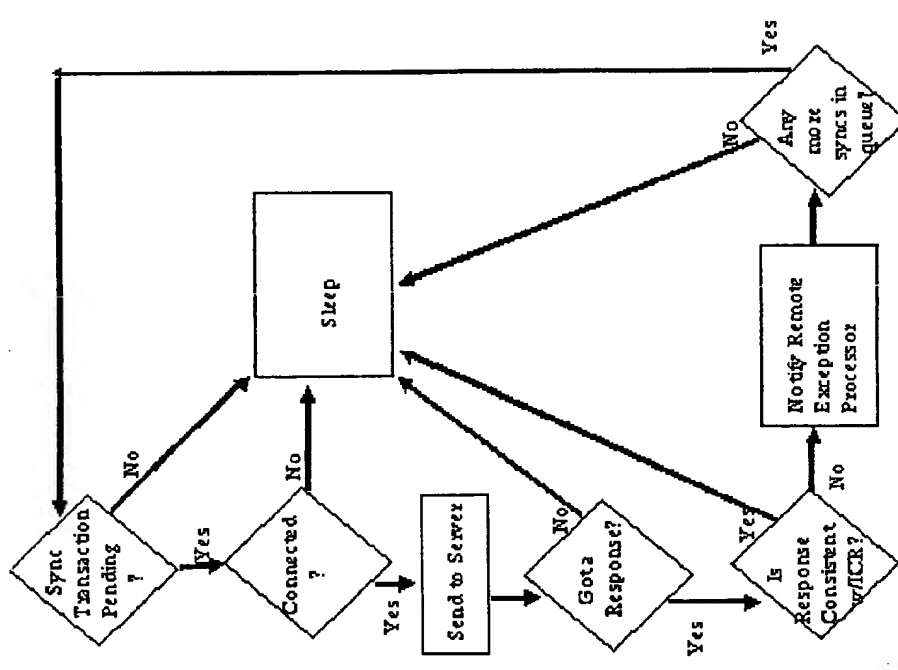 Sync
Transaction
Pending
?
No
Yes
Connected
?
No
Yes
Send to Server
Got a
Response?
No
Yes
Is
Response
Consistent
w/ICR?
Yes
No
Notify Remote
Exception
Processor
Any
more
syncs in
queue?
No
Yes
Sleep